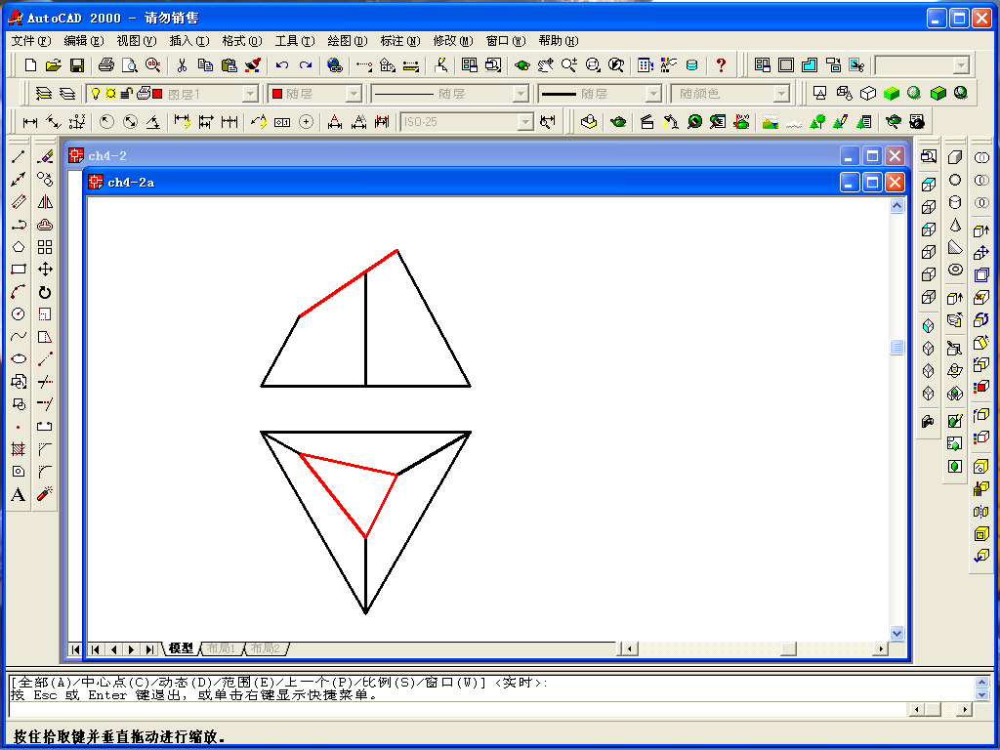 AutoCAD 2000 - 请勿销售
文件(F) 编辑(E) 视图(V) 插入(I) 格式(O) 工具(T) 绘图(D) 标注(N) 修改(M) 窗口(W) 帮助(H)
图层1 随层 随层 随层 随颜色
ISO-25
ch4-2
ch4-2a
模型 布局1 布局2
[全部(A)/中心点(C)/动态(D)/范围(E)/上一个(P)/比例(S)/窗口(W)] <实时>:
按 Esc 或 Enter 键退出，或单击右键显示快捷菜单。
按住拾取键并垂直拖动进行缩放。